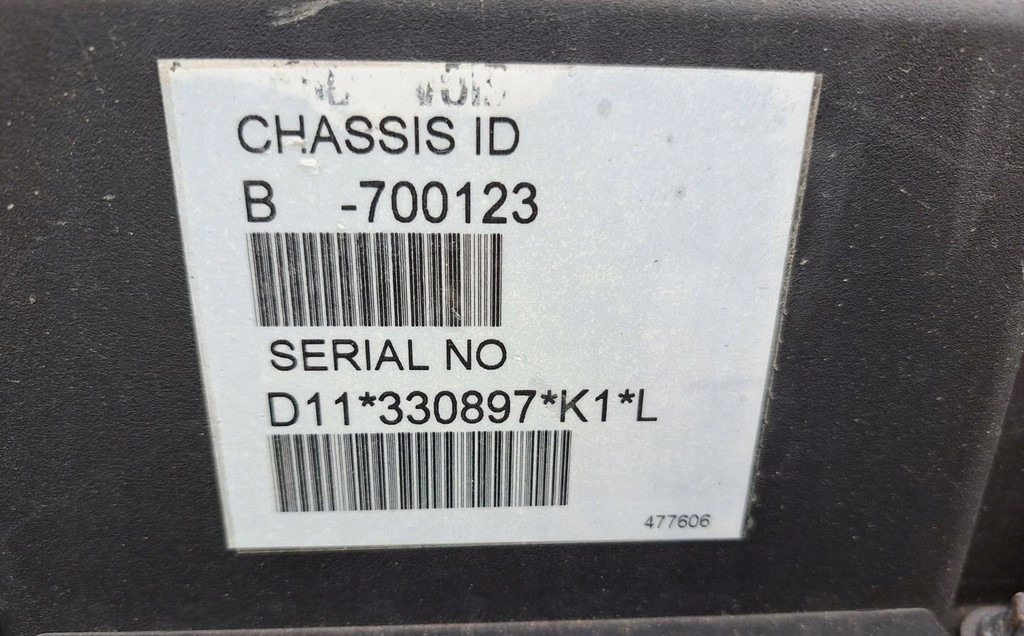 CHASSIS ID
B -700123
SERIAL NO
D11*330897*K1*L
477606